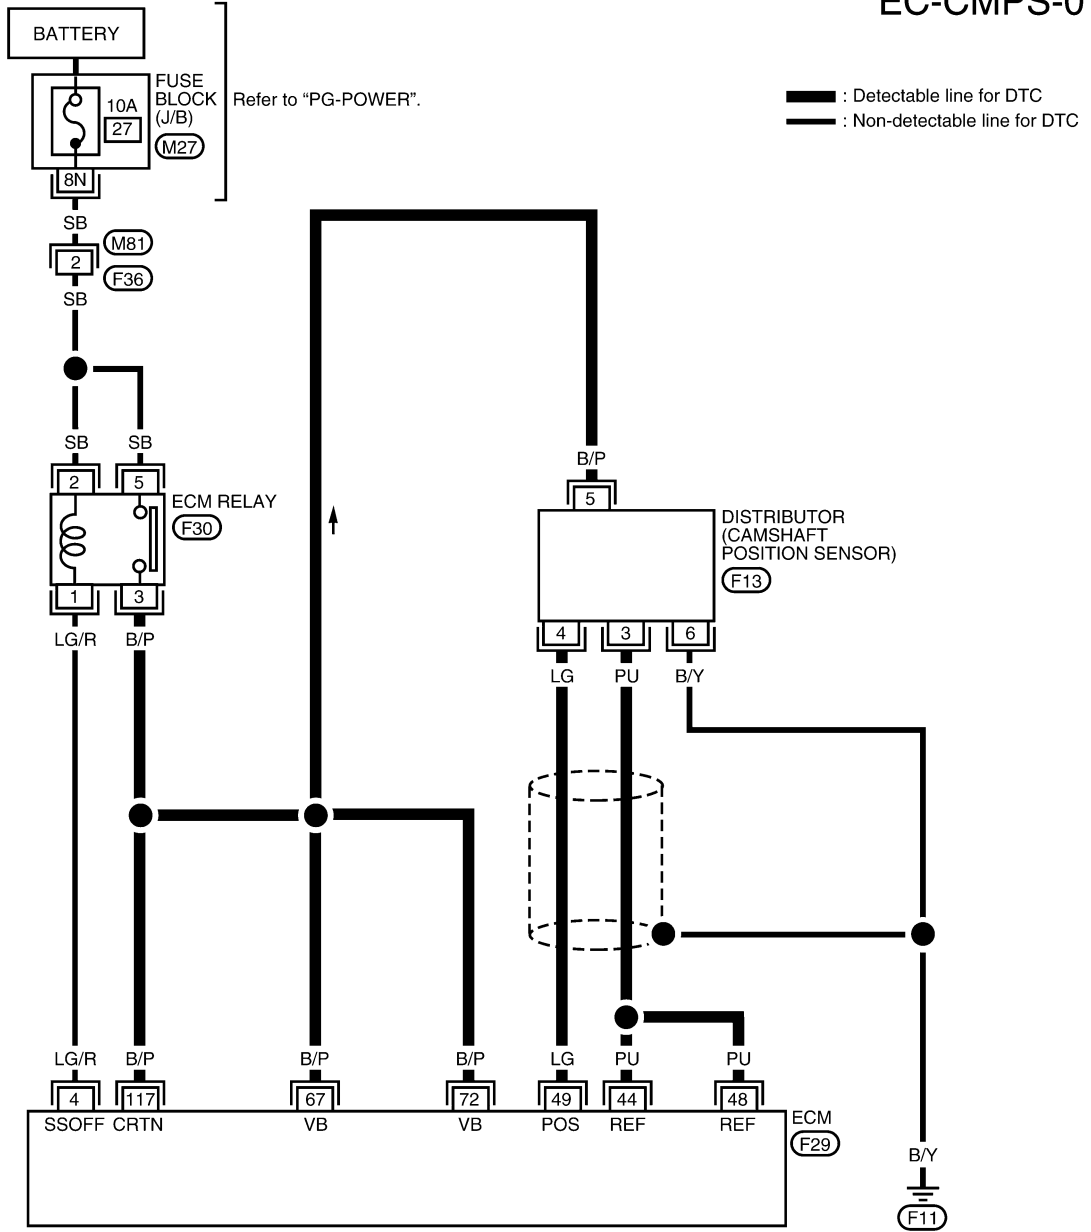 EC-CMPS-0
BATTERY
FUSE
BLOCK
(J/B)
10A
27
M27
Refer to “PG-POWER”.
: Detectable line for DTC
: Non-detectable line for DTC
8N
SB
M81
2
F36
SB
SB
SB
2
5
ECM RELAY
F30
1
3
LG/R
B/P
B/P
5
DISTRIBUTOR
(CAMSHAFT
POSITION SENSOR)
F13
4
3
6
LG
PU
B/Y
LG/R
B/P
B/P
B/P
LG
PU
PU
4
117
67
72
49
44
48
SSOFF
CRTN
VB
VB
POS
REF
REF
ECM
F29
B/Y
F11